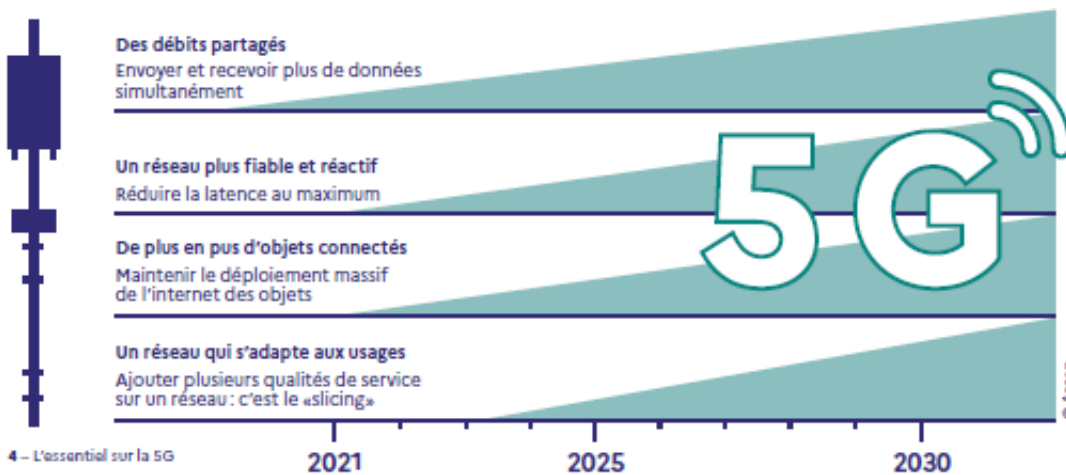 Des débits partagés
Envoyer et recevoir plus de données
simultanément
Un réseau plus fiable et réactif
Réduire la latence au maximum
5G
De plus en pus d'objets connectés
Maintenir le déploiement massif
de l'internet des objets
Un réseau qui s'adapte aux usages
Ajouter plusieurs qualités de service
sur un réseau : c'est le «slicing»
4 – L'essentiel sur la 5G
2021
2025
2030